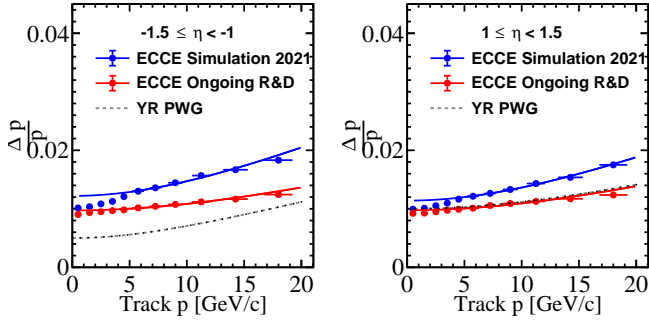 -1.5 ≤ η < -1
ECCE Simulation 2021
ECCE Ongoing R&D
YR PWG
0.04
0.02
0
Δ p
p
0 5 10 15 20
Track p [GeV/c]
1 ≤ η < 1.5
ECCE Simulation 2021
ECCE Ongoing R&D
YR PWG
0.04
0.02
0
Δ p
p
0 5 10 15 20
Track p [GeV/c]